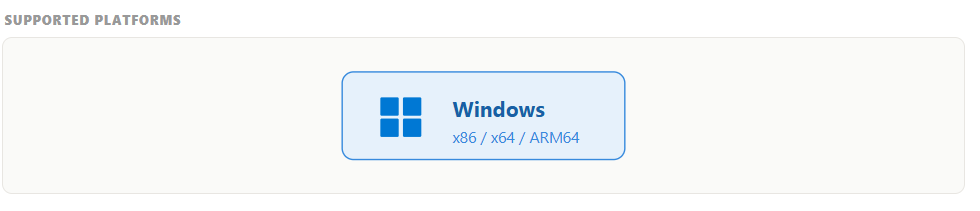 SUPPORTED PLATFORMS
Windows
x86 / x64 / ARM64